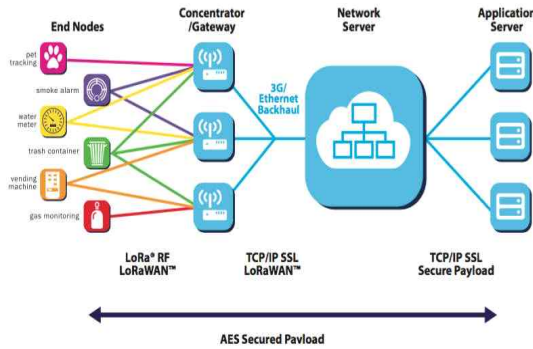 End Nodes
Concentrator
/Gateway
Network
Server
Application
Server
pet
tracking
smoke alarm
water
meter
trash container
vending
machine
gas monitoring
3G/
Ethernet
Backhaul
LoRa® RF
LoRaWAN™
TCP/IP SSL
LoRaWAN™
TCP/IP SSL
Secure Payload
AES Secured Payload